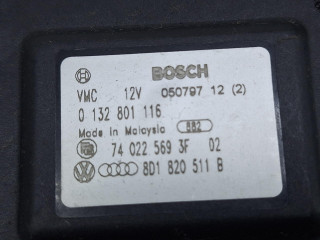 BOSCH
VMC 12V 050797 12 (2)
0 132 801 116
Made in Malaysia 882
74 022 569 3F 02
8D1 820 511 B